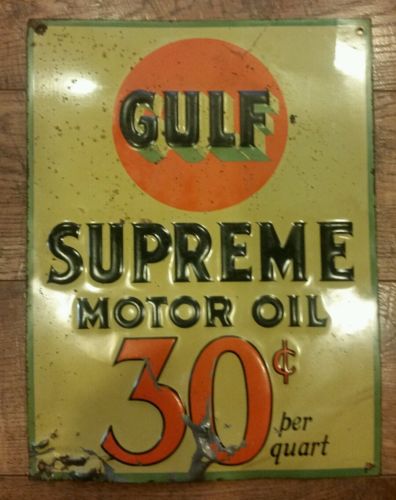 GULF
SUPREME
MOTOR OIL
30¢
per
quart